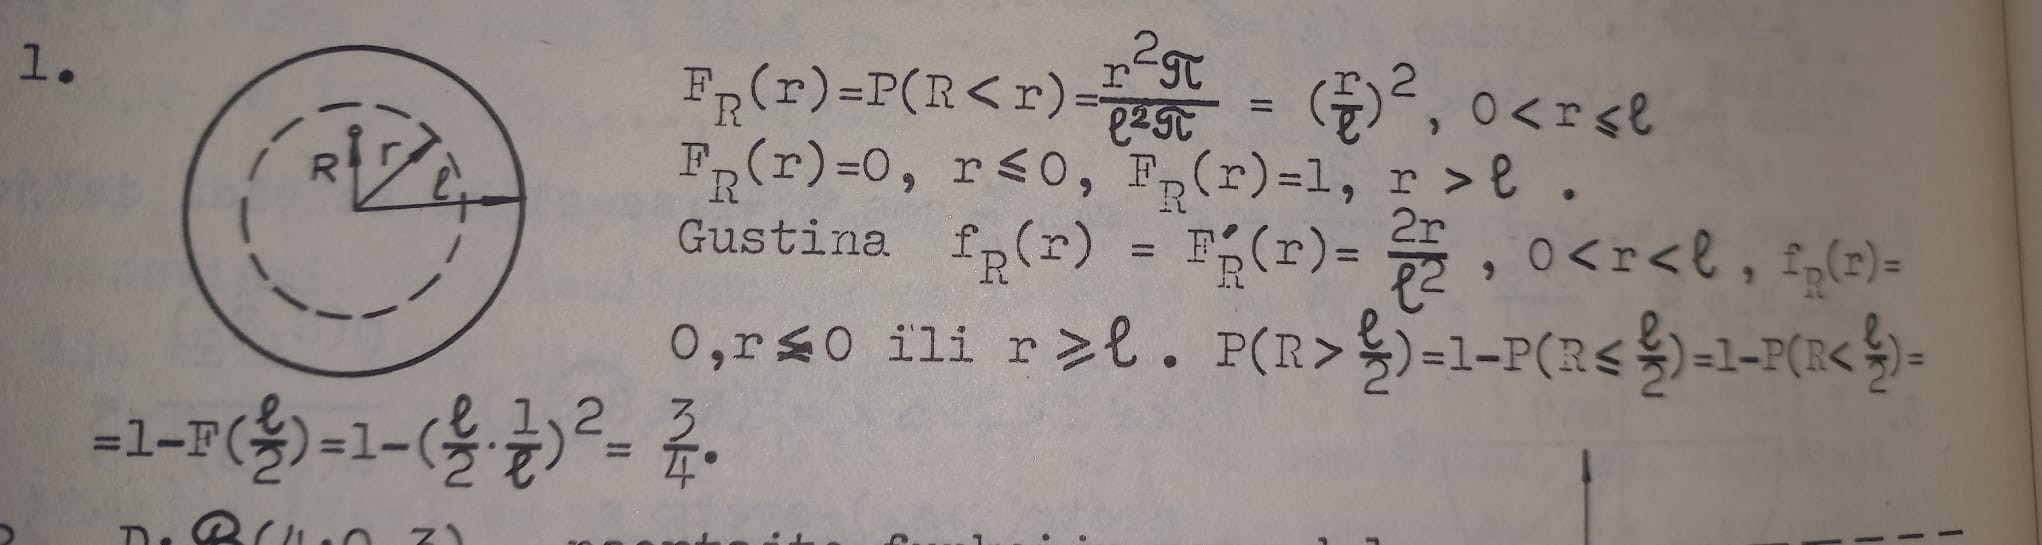 1.
R r ℓ
F_R(r)=P(R<r)=r²π/ℓ²π = (r/ℓ)², 0<r⩽ℓ
F_R(r)=0, r⩽0, F_R(r)=1, r>ℓ .
Gustina f_R(r) = F′_R(r)= 2r/ℓ² , 0<r<ℓ, f_R(r)=
0,r⩽0 ili r⩾ℓ. P(R>ℓ/2)=1-P(R⩽ℓ/2)=1-P(R<ℓ/2)=
=1-F(ℓ/2)=1-(ℓ/2·1/ℓ)²= 3/4.